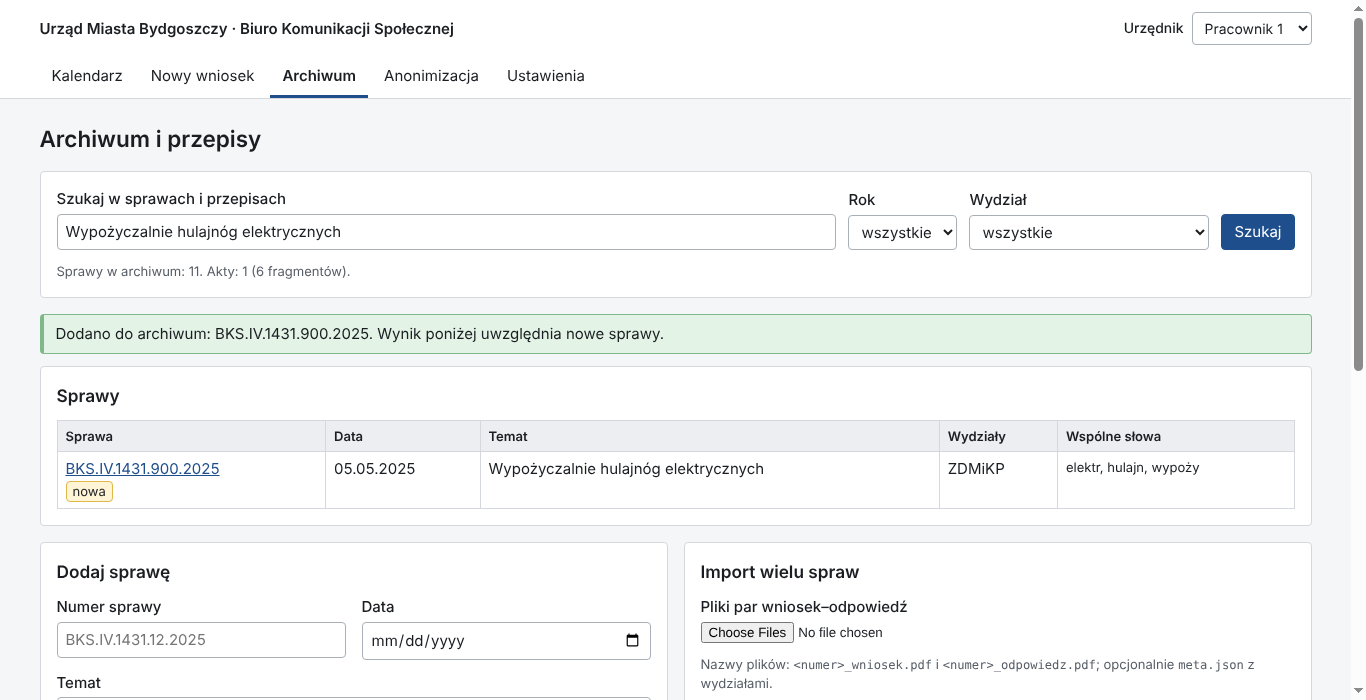 Urząd Miasta Bydgoszczy · Biuro Komunikacji Społecznej
Urzędnik Pracownik 1
Kalendarz Nowy wniosek Archiwum Anonimizacja Ustawienia
Archiwum i przepisy
Szukaj w sprawach i przepisach Rok Wydział
Wypożyczalnie hulajnóg elektrycznych wszystkie wszystkie Szukaj
Sprawy w archiwum: 11. Akty: 1 (6 fragmentów).
Dodano do archiwum: BKS.IV.1431.900.2025. Wynik poniżej uwzględnia nowe sprawy.
Sprawy
Sprawa Data Temat Wydziały Wspólne słowa
BKS.IV.1431.900.2025 05.05.2025 Wypożyczalnie hulajnóg elektrycznych ZDMiKP elektr, hulajn, wypoży
nowa
Dodaj sprawę
Numer sprawy Data
BKS.IV.1431.12.2025 mm/dd/yyyy
Temat
Import wielu spraw
Pliki par wniosek–odpowiedź
Choose Files No file chosen
Nazwy plików: <numer>_wniosek.pdf i <numer>_odpowiedz.pdf; opcjonalnie meta.json z
wydziałami.